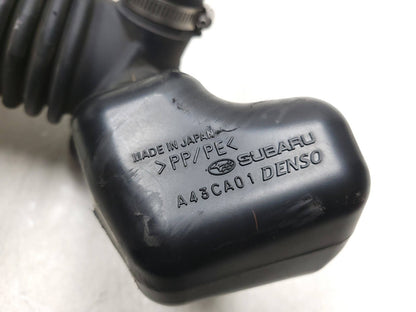 MADE IN JAPAN
>PP/PE<
SUBARU
A43CA01 DENSO